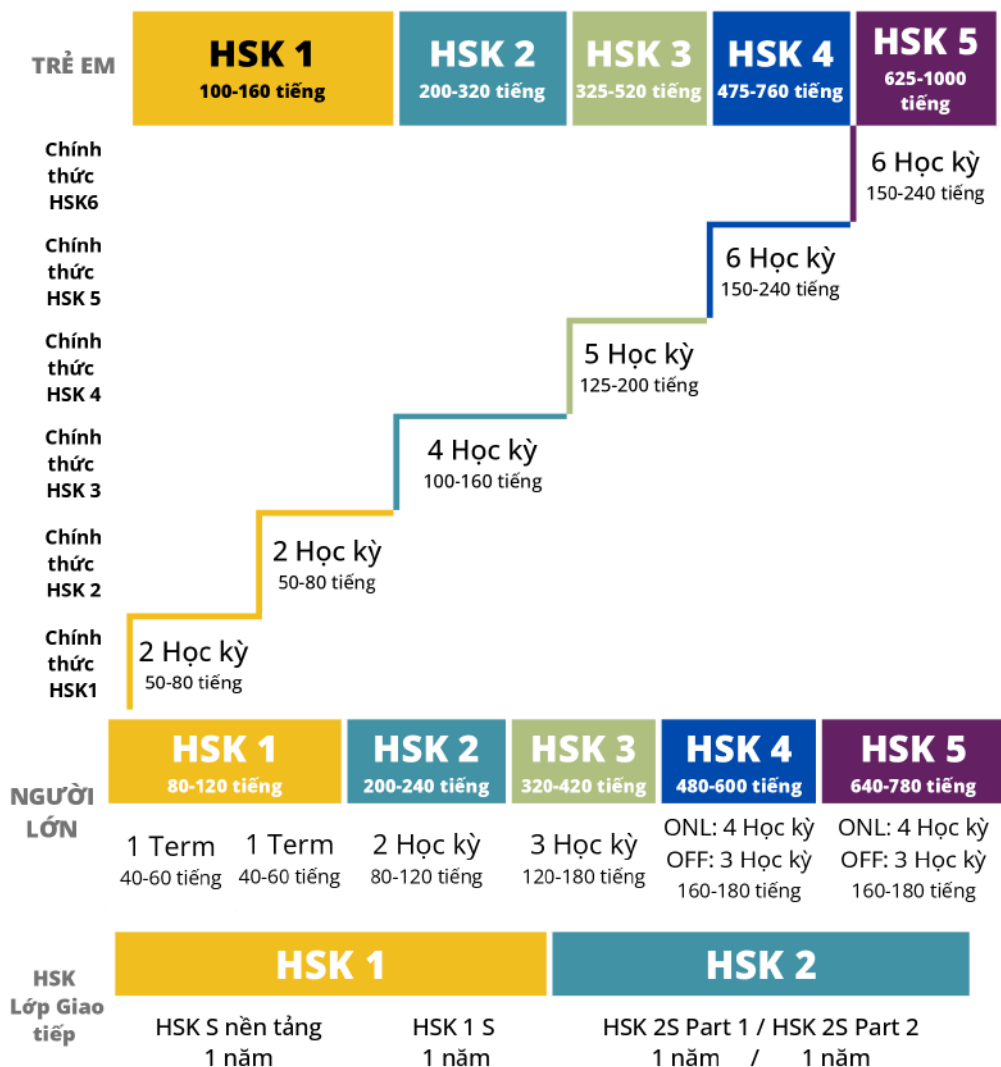 TRẺ EM
HSK 1
100-160 tiếng
HSK 2
200-320 tiếng
HSK 3
325-520 tiếng
HSK 4
475-760 tiếng
HSK 5
625-1000
tiếng
Chính
thức
HSK6
6 Học kỳ
150-240 tiếng
Chính
thức
HSK 5
6 Học kỳ
150-240 tiếng
Chính
thức
HSK 4
5 Học kỳ
125-200 tiếng
Chính
thức
HSK 3
4 Học kỳ
100-160 tiếng
Chính
thức
HSK 2
2 Học kỳ
50-80 tiếng
Chính
thức
HSK1
2 Học kỳ
50-80 tiếng
NGƯỜI
LỚN
HSK 1
80-120 tiếng
HSK 2
200-240 tiếng
HSK 3
320-420 tiếng
HSK 4
480-600 tiếng
HSK 5
640-780 tiếng
1 Term
40-60 tiếng
1 Term
40-60 tiếng
2 Học kỳ
80-120 tiếng
3 Học kỳ
120-180 tiếng
ONL: 4 Học kỳ
OFF: 3 Học kỳ
160-180 tiếng
ONL: 4 Học kỳ
OFF: 3 Học kỳ
160-180 tiếng
HSK
Lớp Giao
tiếp
HSK 1
HSK 2
HSK S nền tảng
1 năm
HSK 1 S
1 năm
HSK 2S Part 1 / HSK 2S Part 2
1 năm / 1 năm